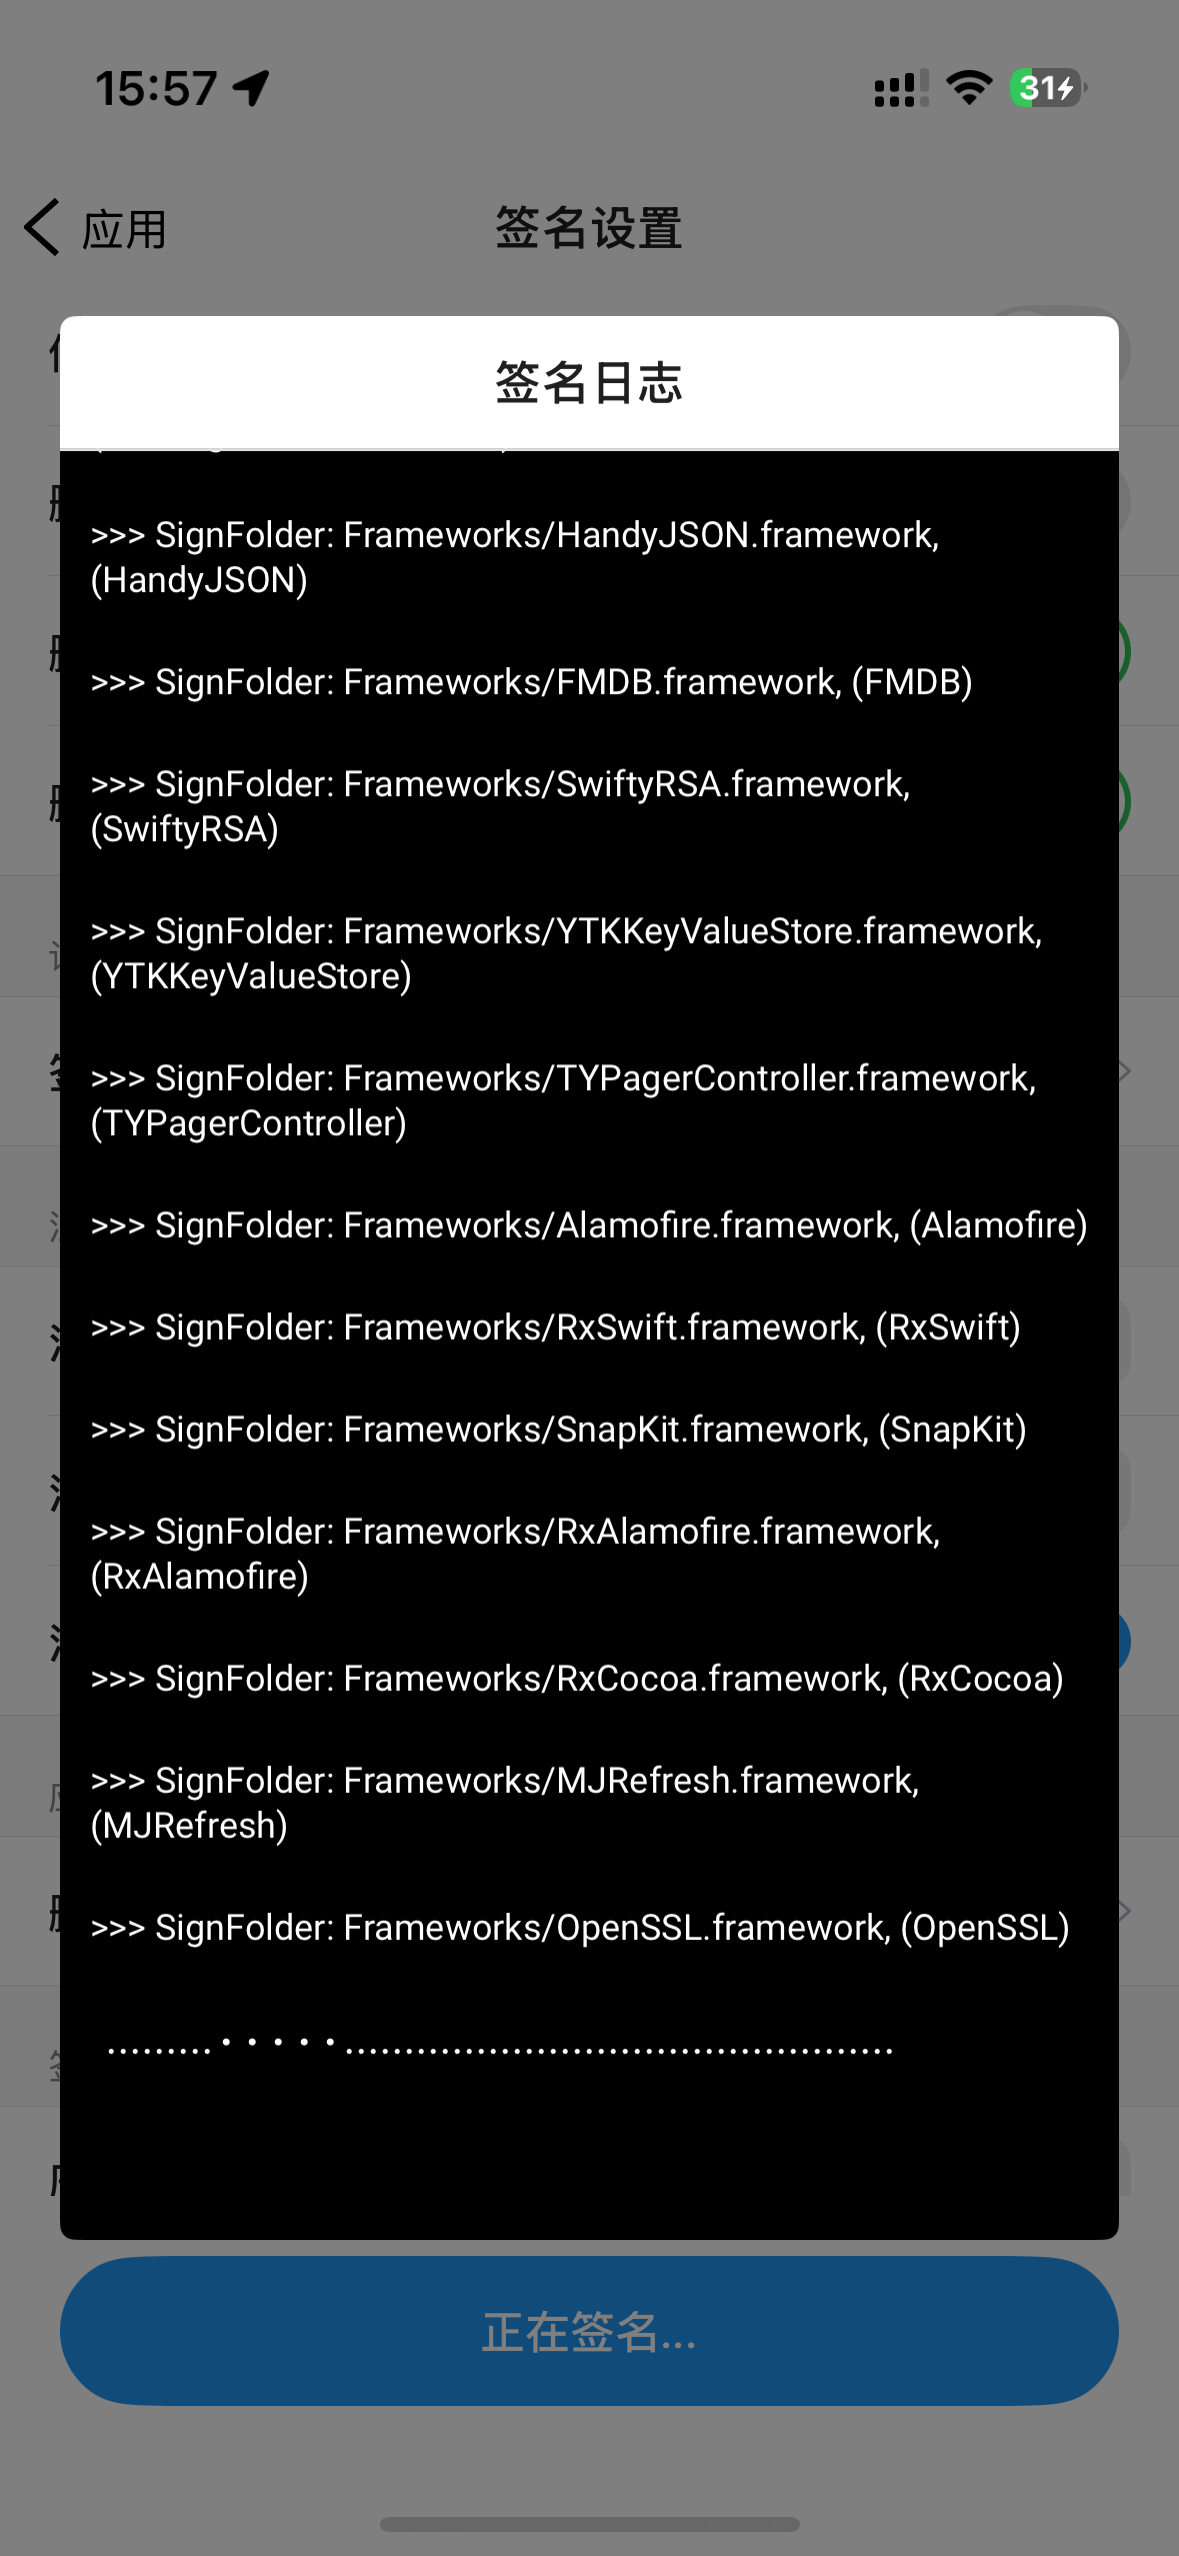 15:57
31
应用
签名设置
签名日志
>>> SignFolder: Frameworks/HandyJSON.framework,
(HandyJSON)
>>> SignFolder: Frameworks/FMDB.framework, (FMDB)
>>> SignFolder: Frameworks/SwiftyRSA.framework,
(SwiftyRSA)
>>> SignFolder: Frameworks/YTKKeyValueStore.framework,
(YTKKeyValueStore)
>>> SignFolder: Frameworks/TYPagerController.framework,
(TYPagerController)
>>> SignFolder: Frameworks/Alamofire.framework, (Alamofire)
>>> SignFolder: Frameworks/RxSwift.framework, (RxSwift)
>>> SignFolder: Frameworks/SnapKit.framework, (SnapKit)
>>> SignFolder: Frameworks/RxAlamofire.framework,
(RxAlamofire)
>>> SignFolder: Frameworks/RxCocoa.framework, (RxCocoa)
>>> SignFolder: Frameworks/MJRefresh.framework,
(MJRefresh)
>>> SignFolder: Frameworks/OpenSSL.framework, (OpenSSL)
正在签名...